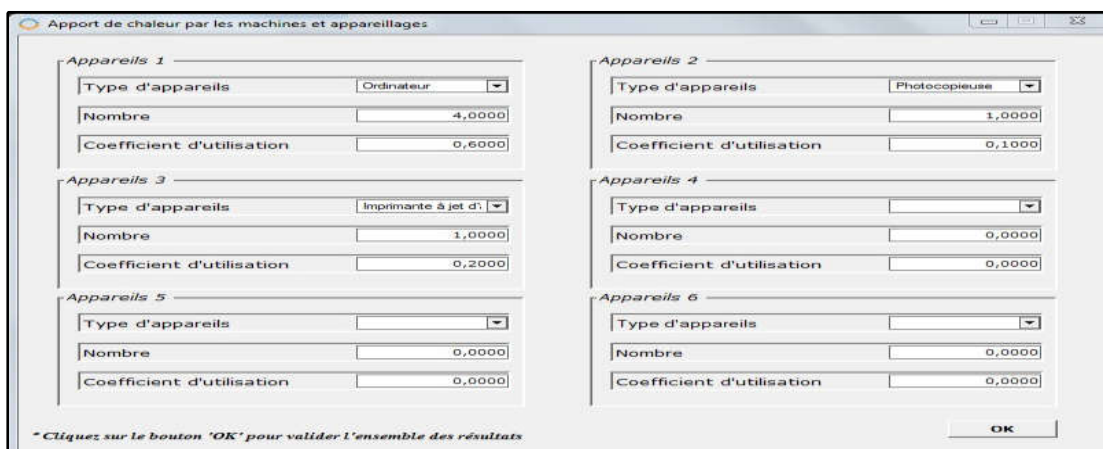 Apport de chaleur par les machines et appareillages
Appareils 1
Type d'appareils Ordinateur
Nombre 4,0000
Coefficient d'utilisation 0,6000
Appareils 2
Type d'appareils Photocopieuse
Nombre 1,0000
Coefficient d'utilisation 0,1000
Appareils 3
Type d'appareils Imprimante à jet d'
Nombre 1,0000
Coefficient d'utilisation 0,2000
Appareils 4
Type d'appareils
Nombre 0,0000
Coefficient d'utilisation 0,0000
Appareils 5
Type d'appareils
Nombre 0,0000
Coefficient d'utilisation 0,0000
Appareils 6
Type d'appareils
Nombre 0,0000
Coefficient d'utilisation 0,0000
* Cliquez sur le bouton 'OK' pour valider l'ensemble des résultats
OK